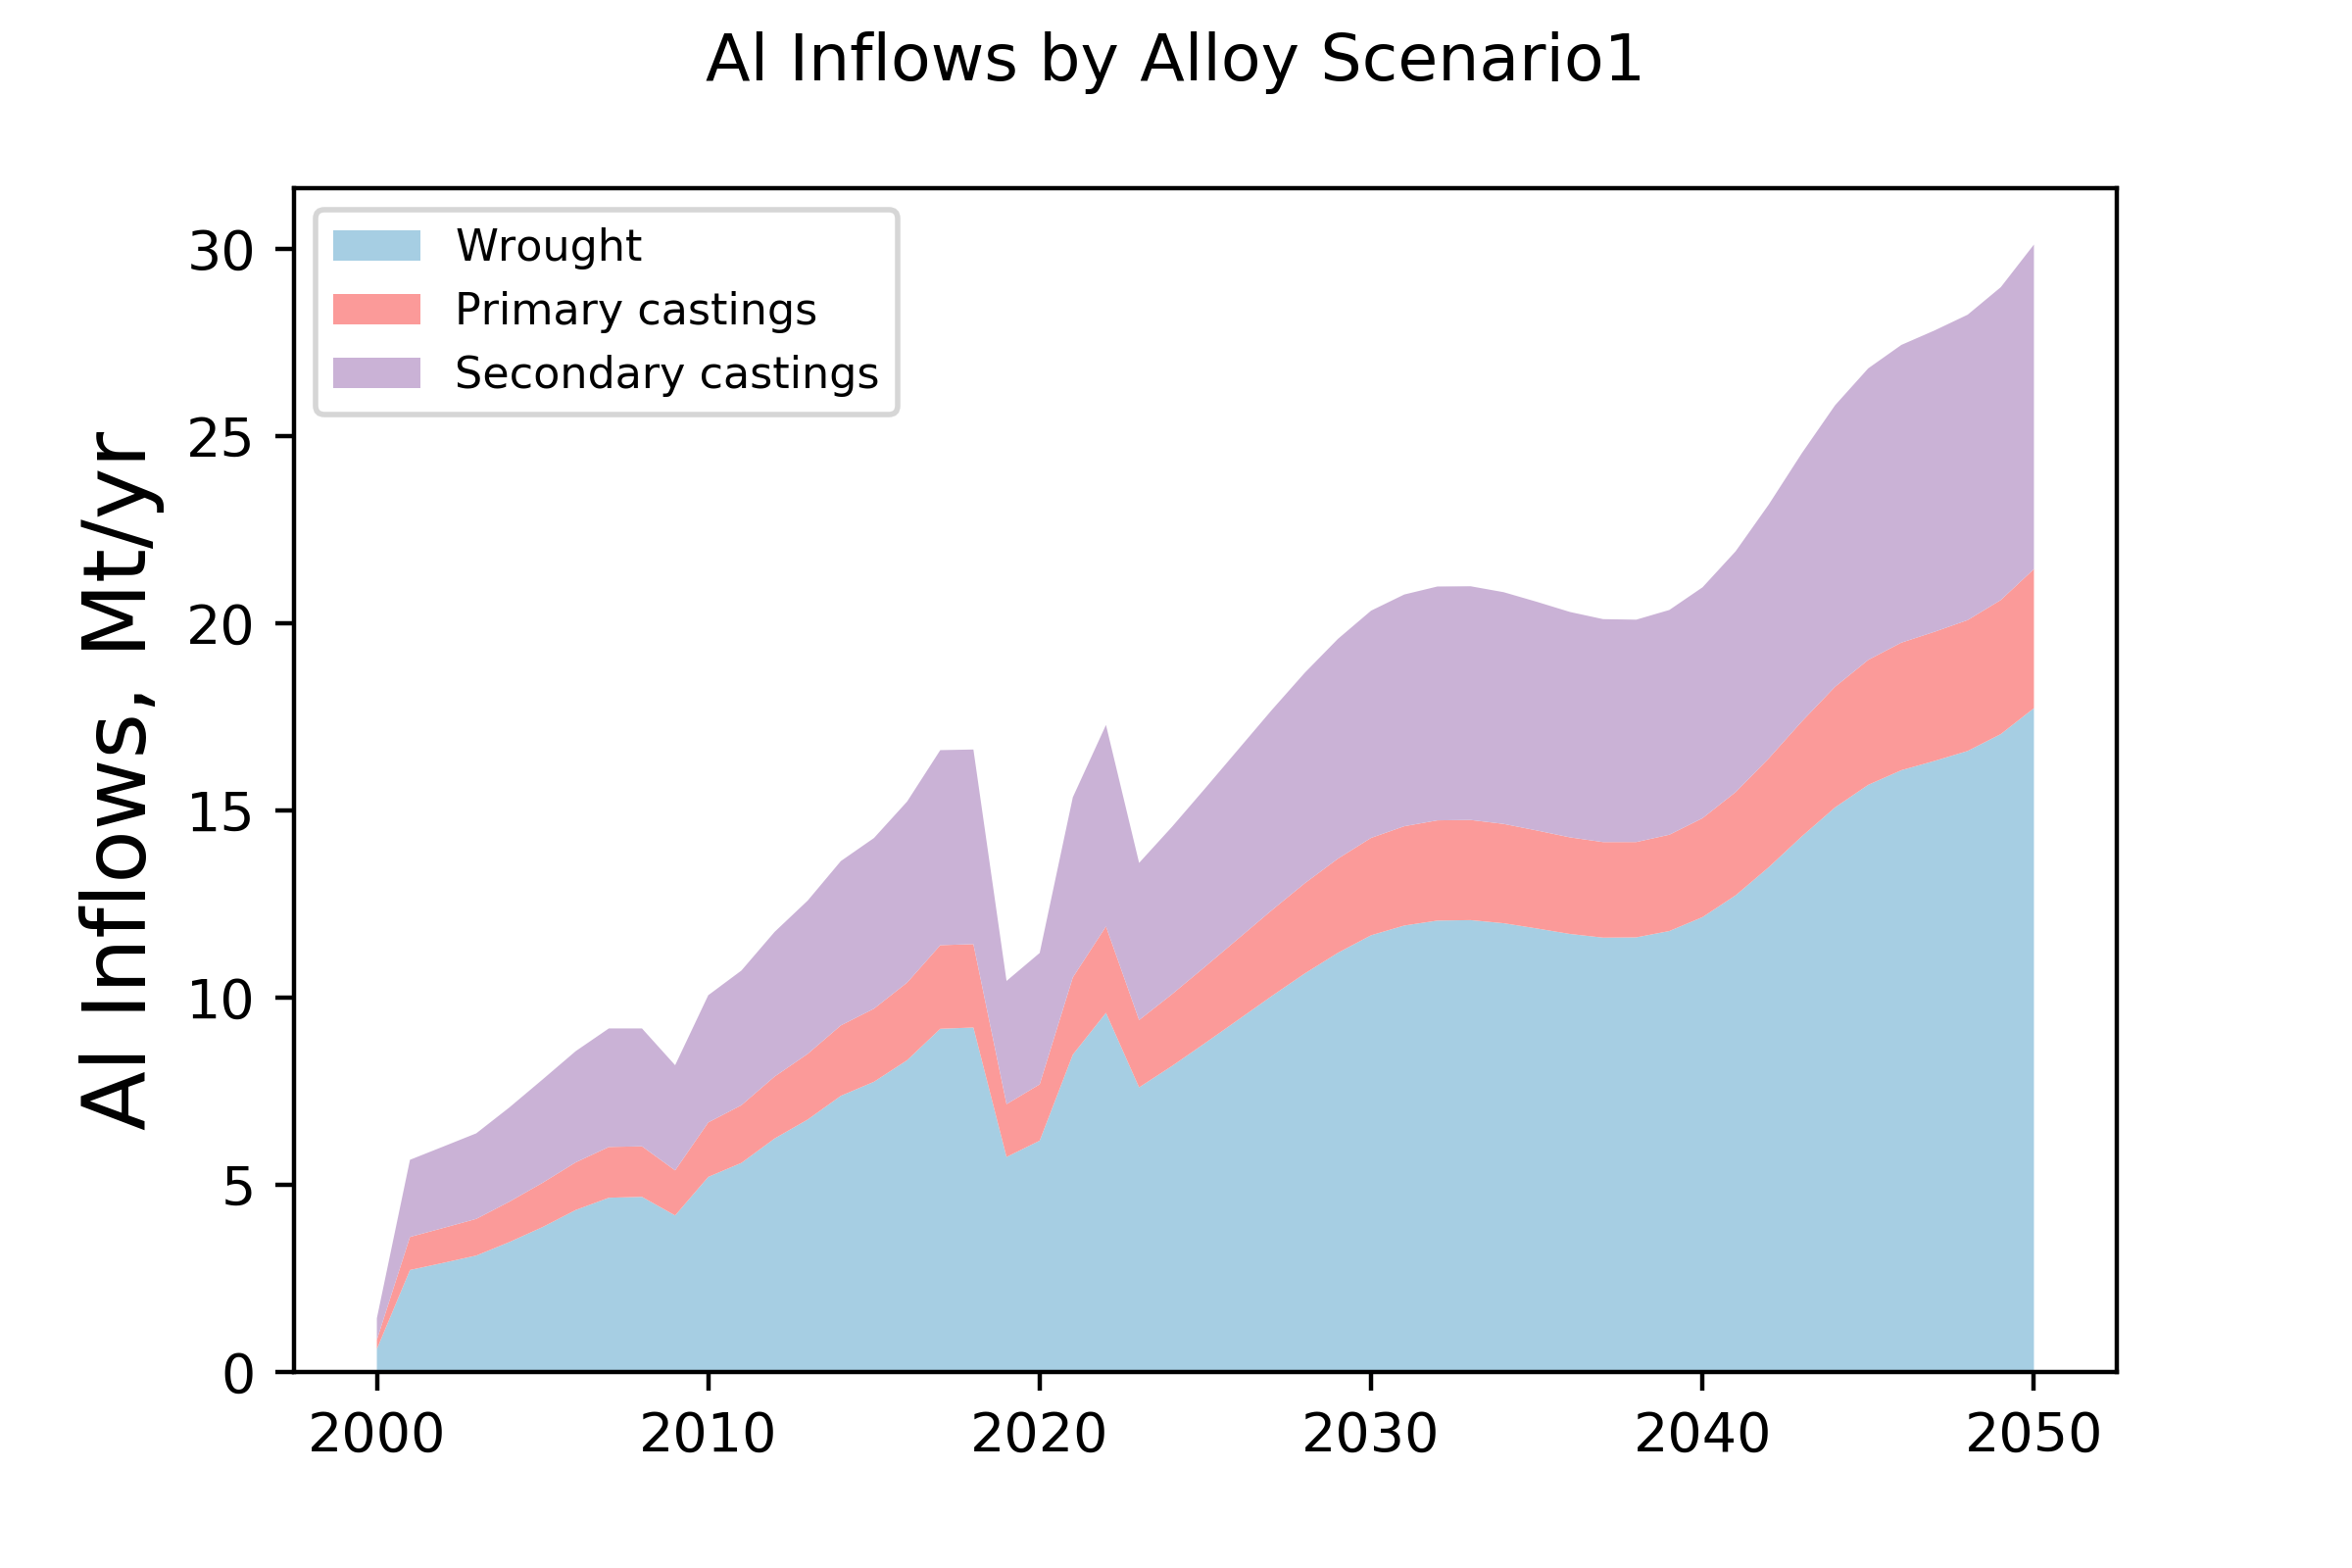 Al Inflows by Alloy Scenario1
Wrought
Primary castings
Secondary castings
Al Inflows, Mt/yr
30
25
20
15
10
5
0
2000 2010 2020 2030 2040 2050